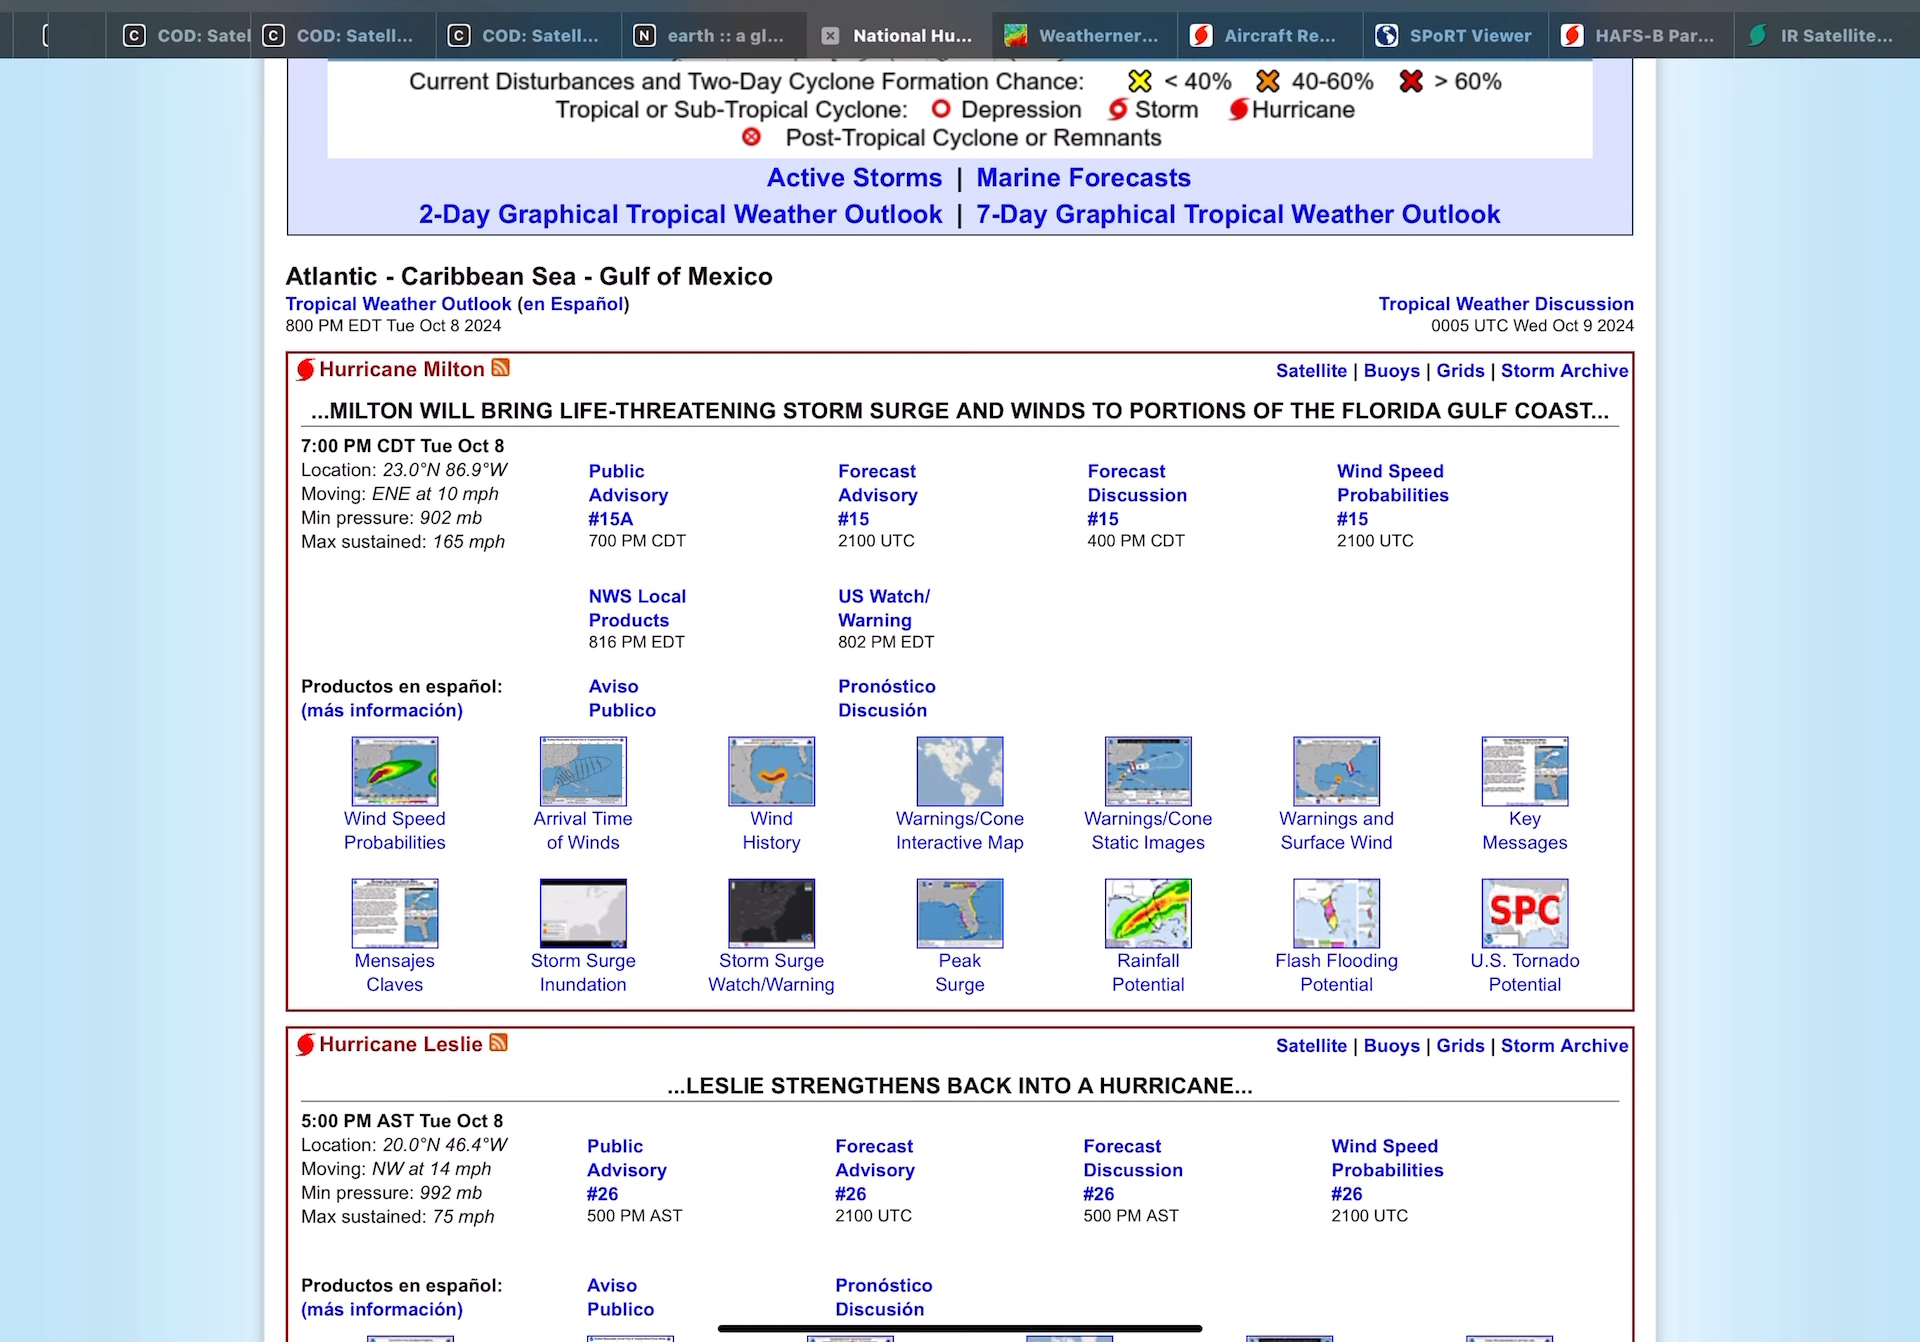 COD: Satel
COD: Satell...
COD: Satell...
earth :: a gl...
National Hu...
Weatherner...
Aircraft Re...
SPoRT Viewer
HAFS-B Par...
IR Satellite...
Current Disturbances and Two-Day Cyclone Formation Chance: < 40% 40-60% > 60%
Tropical or Sub-Tropical Cyclone: Depression Storm Hurricane
Post-Tropical Cyclone or Remnants
Active Storms | Marine Forecasts
2-Day Graphical Tropical Weather Outlook | 7-Day Graphical Tropical Weather Outlook
Atlantic - Caribbean Sea - Gulf of Mexico
Tropical Weather Outlook (en Español)
Tropical Weather Discussion
800 PM EDT Tue Oct 8 2024
0005 UTC Wed Oct 9 2024
Hurricane Milton
Satellite | Buoys | Grids | Storm Archive
...MILTON WILL BRING LIFE-THREATENING STORM SURGE AND WINDS TO PORTIONS OF THE FLORIDA GULF COAST...
7:00 PM CDT Tue Oct 8
Location: 23.0°N 86.9°W
Moving: ENE at 10 mph
Min pressure: 902 mb
Max sustained: 165 mph
Public
Advisory
#15A
700 PM CDT
Forecast
Advisory
#15
2100 UTC
Forecast
Discussion
#15
400 PM CDT
Wind Speed
Probabilities
#15
2100 UTC
NWS Local
Products
816 PM EDT
US Watch/
Warning
802 PM EDT
Productos en español:
(más información)
Aviso
Publico
Pronóstico
Discusión
Wind Speed
Probabilities
Arrival Time
of Winds
Wind
History
Warnings/Cone
Interactive Map
Warnings/Cone
Static Images
Warnings and
Surface Wind
Key
Messages
Mensajes
Claves
Storm Surge
Inundation
Storm Surge
Watch/Warning
Peak
Surge
Rainfall
Potential
Flash Flooding
Potential
SPC
U.S. Tornado
Potential
Hurricane Leslie
Satellite | Buoys | Grids | Storm Archive
...LESLIE STRENGTHENS BACK INTO A HURRICANE...
5:00 PM AST Tue Oct 8
Location: 20.0°N 46.4°W
Moving: NW at 14 mph
Min pressure: 992 mb
Max sustained: 75 mph
Public
Advisory
#26
500 PM AST
Forecast
Advisory
#26
2100 UTC
Forecast
Discussion
#26
500 PM AST
Wind Speed
Probabilities
#26
2100 UTC
Productos en español:
(más información)
Aviso
Publico
Pronóstico
Discusión